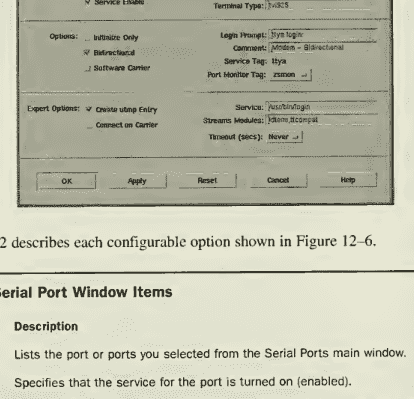 Service Enable
Terminal Type: tvi925
Options: Initialize Only Login Prompt: ttya login:
Bidirectional Comment: Modem – Bidirectional
Software Carrier Service Tag: ttya
Port Monitor Tag: zsmon
Expert Options: Create utmp Entry Service: /usr/bin/login
Connect on Carrier Streams Modules: ldterm,ttcompat
Timeout (secs): Never
OK Apply Reset Cancel Help
2 describes each configurable option shown in Figure 12–6.
erial Port Window Items
Description
Lists the port or ports you selected from the Serial Ports main window.
Specifies that the service for the port is turned on (enabled).